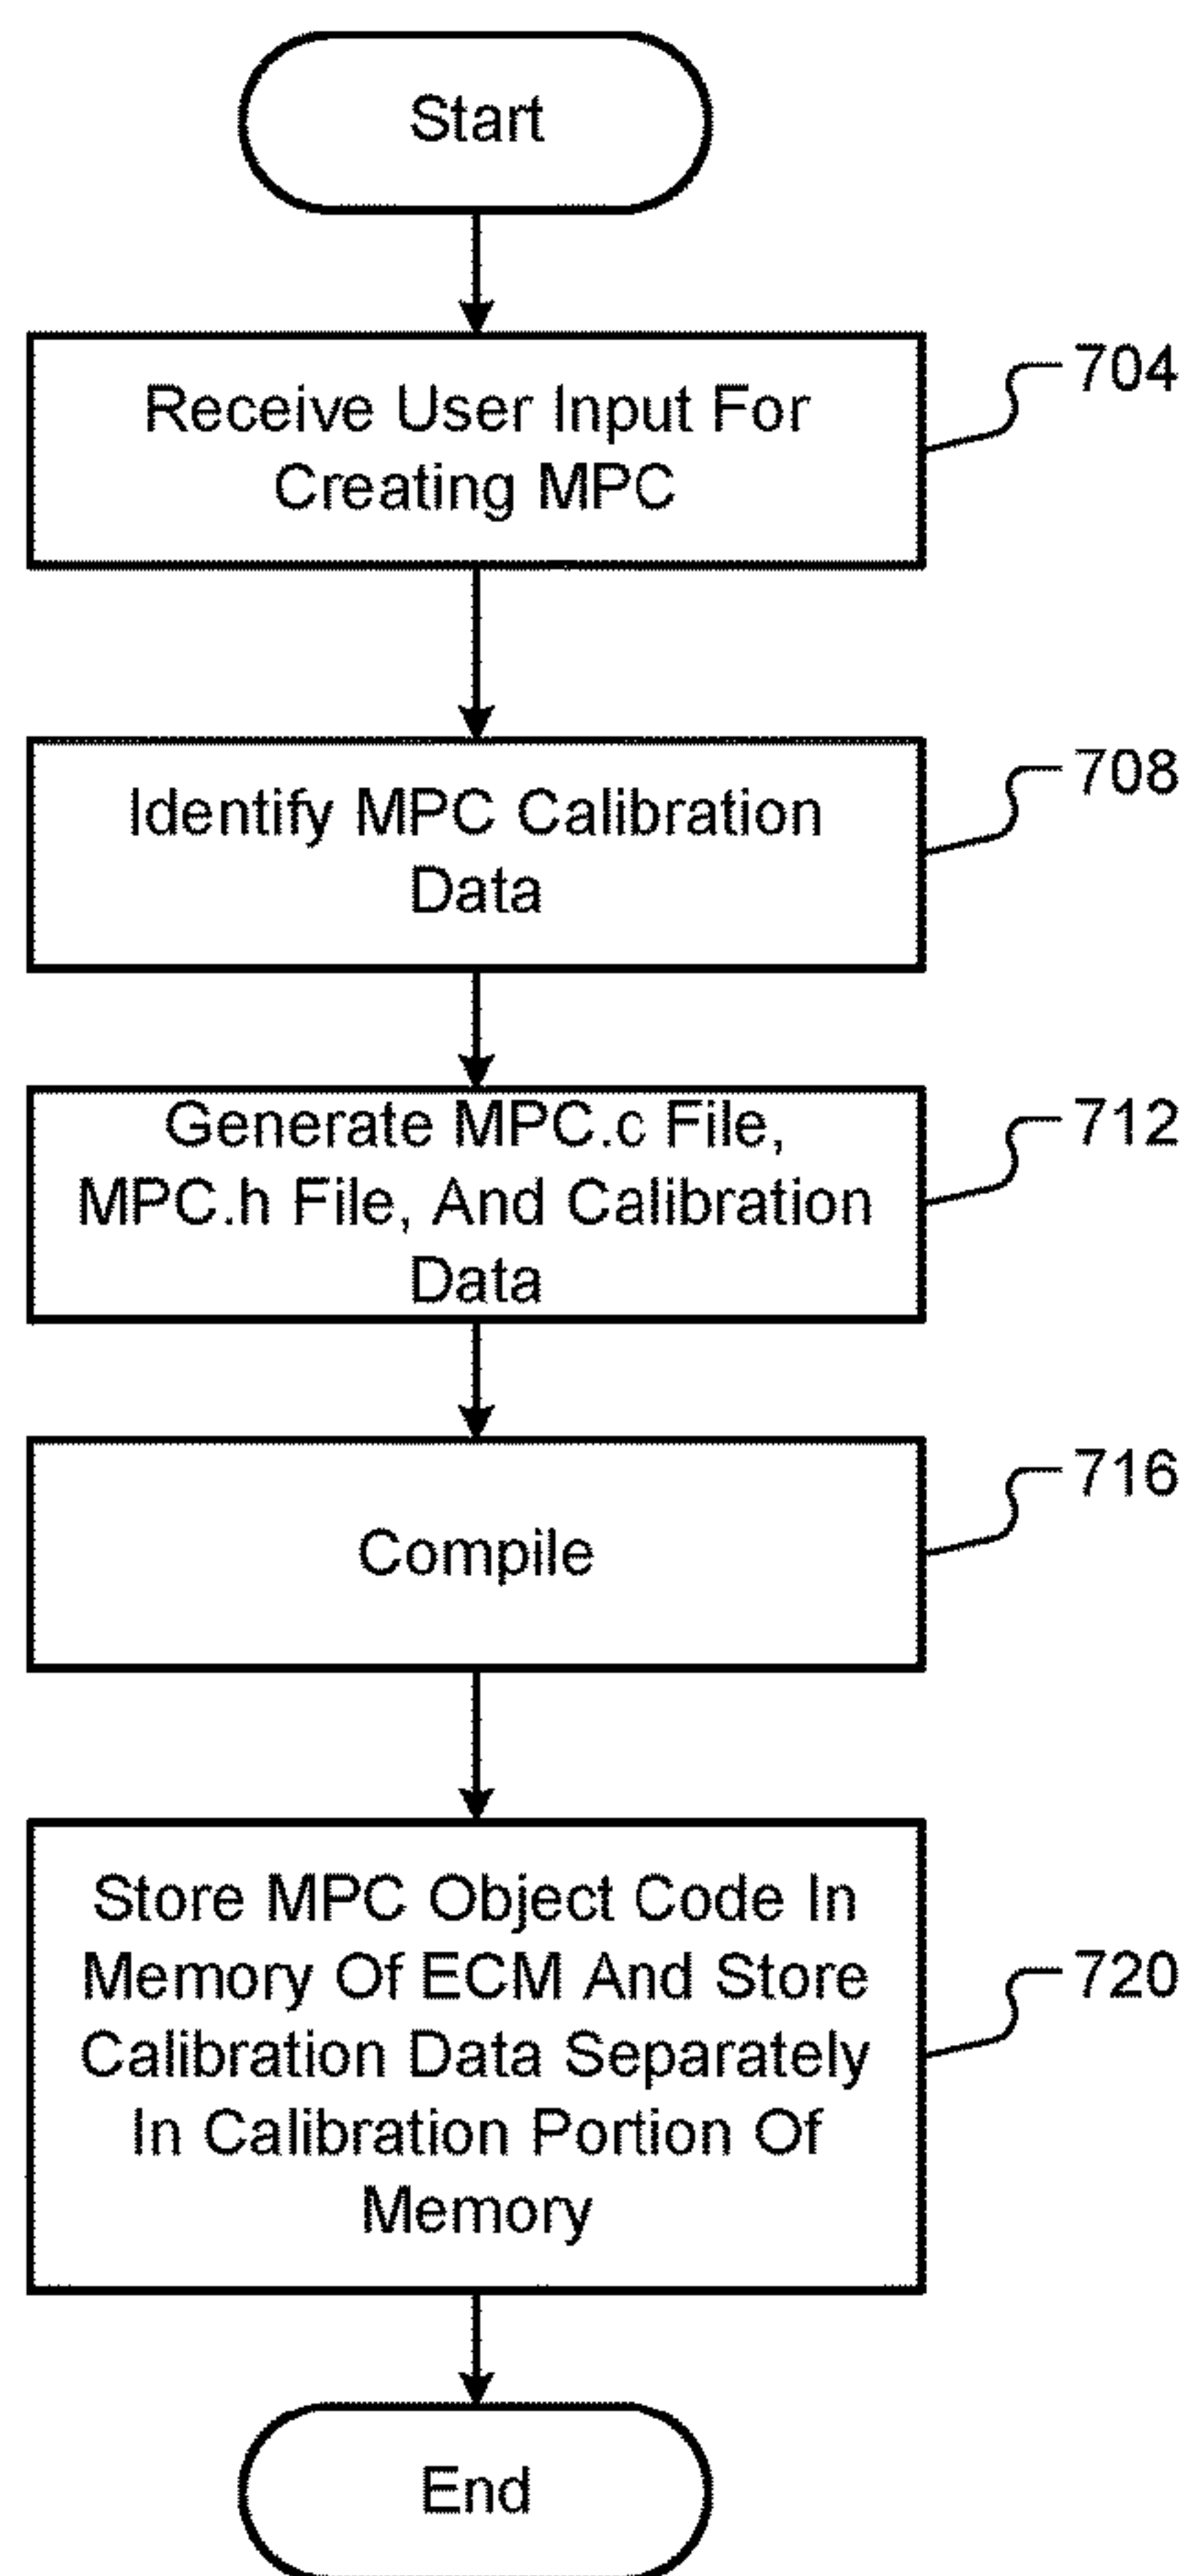 Start
Receive User Input For
Creating MPC
704
Identify MPC Calibration
Data
708
Generate MPC.c File,
MPC.h File, And Calibration
Data
712
Compile
716
Store MPC Object Code In
Memory Of ECM And Store
Calibration Data Separately
In Calibration Portion Of
Memory
720
End